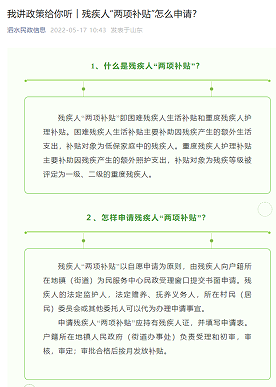 我讲政策给你听｜残疾人“两项补贴”怎么申请？
泗水民政信息 2022-05-17 10:43 发表于山东
1、什么是残疾人“两项补贴”？
残疾人“两项补贴”即困难残疾人生活补贴和重度残疾人护
理补贴。困难残疾人生活补贴主要补助因残疾产生的额外生活
支出，补贴对象为低保家庭中的残疾人。重度残疾人护理补贴
主要补助因残疾产生的额外照护支出，补贴对象为残疾等级被
评定为一级、二级的重度残疾人。
2、怎样申请残疾人“两项补贴”？
残疾人“两项补贴”以自愿申请为原则，由残疾人向户籍所
在地镇（街道）为民服务中心民政受理窗口提交书面申请。残
疾人的法定监护人，法定赡养、抚养义务人，所在村民（居
民）委员会或其他委托人可以代为办理申请事宜。
申请残疾人“两项补贴”应持有残疾人证，并填写申请表。
户籍所在地镇人民政府（街道办事处）负责受理和初审，审
核，审定；审批合格后按月发放补贴。